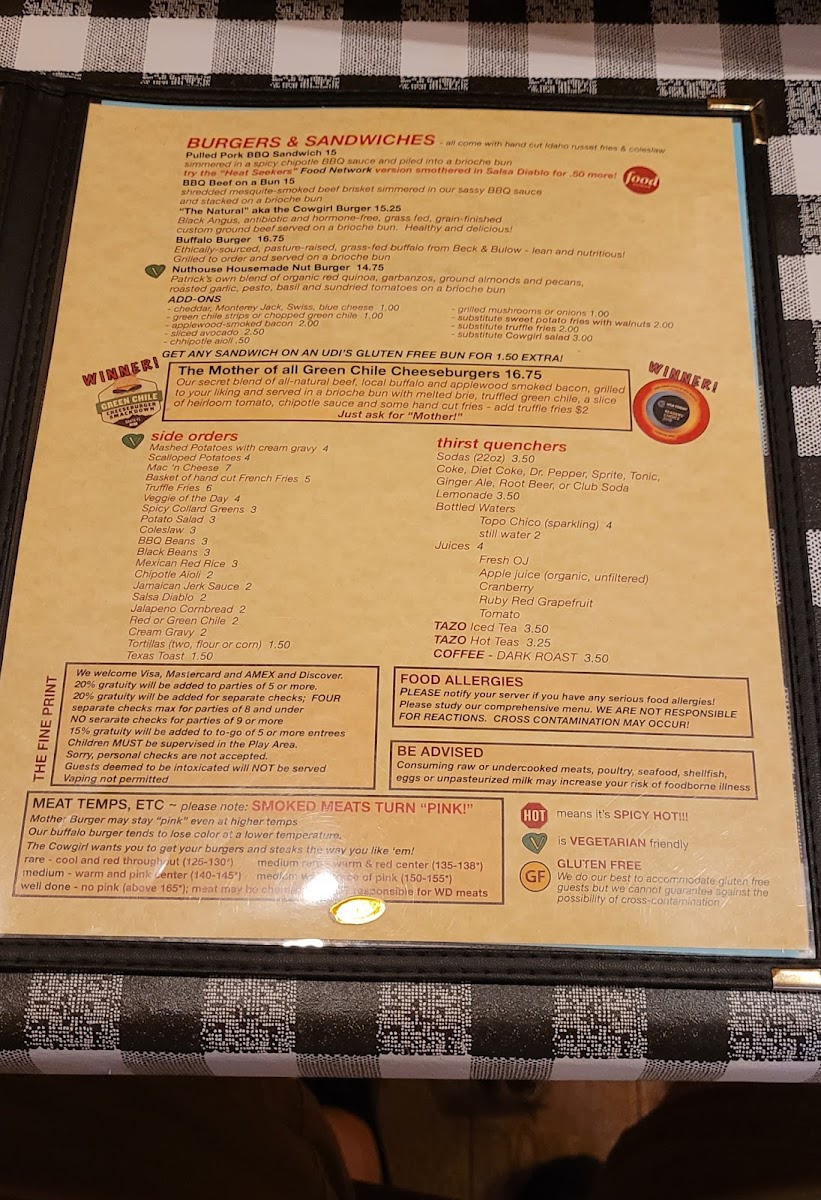 BURGERS & SANDWICHES - all come with hand cut Idaho russet fries & coleslaw
Pulled Pork BBQ Sandwich 15
simmered in a spicy chipotle BBQ sauce and piled into a brioche bun
try the "Heat Seekers" Food Network version smothered in Salsa Diablo for .50 more!
food
BBQ Beef on a Bun 15
shredded mesquite-smoked beef brisket simmered in our sassy BBQ sauce
and stacked on a brioche bun
"The Natural" aka the Cowgirl Burger 15.25
Black Angus, antibiotic and hormone-free, grass fed, grain-finished
custom ground beef served on a brioche bun. Healthy and delicious!
Buffalo Burger 16.75
Ethically-sourced, pasture-raised, grass-fed buffalo from Beck & Bulow - lean and nutritious!
Grilled to order and served on a brioche bun
V Nuthouse Housemade Nut Burger 14.75
Patrick's own blend of organic red quinoa, garbanzos, ground almonds and pecans,
roasted garlic, pesto, basil and sundried tomatoes on a brioche bun
ADD-ONS
- cheddar, Monterey Jack, Swiss, blue cheese 1.00
- green chile strips or chopped green chile 1.00
- applewood-smoked bacon 2.00
- sliced avocado 2.50
- chhipotle aioli .50
- grilled mushrooms or onions 1.00
- substitute sweet potato fries with walnuts 2.00
- substitute truffle fries 2.00
- substitute Cowgirl salad 3.00
GET ANY SANDWICH ON AN UDI'S GLUTEN FREE BUN FOR 1.50 EXTRA!
WINNER!
GREEN CHILE
CHEESEBURGER
SMACKDOWN
The Mother of all Green Chile Cheeseburgers 16.75
Our secret blend of all-natural beef, local buffalo and applewood smoked bacon, grilled
to your liking and served in a brioche bun with melted brie, truffled green chile, a slice
of heirloom tomato, chipotle sauce and some hand cut fries - add truffle fries $2
Just ask for "Mother!"
WINNER!
V side orders
Mashed Potatoes with cream gravy 4
Scalloped Potatoes 4
Mac 'n Cheese 7
Basket of hand cut French Fries 5
Truffle Fries 6
Veggie of the Day 4
Spicy Collard Greens 3
Potato Salad 3
Coleslaw 3
BBQ Beans 3
Black Beans 3
Mexican Red Rice 3
Chipotle Aioli 2
Jamaican Jerk Sauce 2
Salsa Diablo 2
Jalapeno Cornbread 2
Red or Green Chile 2
Cream Gravy 2
Tortillas (two, flour or corn) 1.50
Texas Toast 1.50
thirst quenchers
Sodas (22oz) 3.50
Coke, Diet Coke, Dr. Pepper, Sprite, Tonic,
Ginger Ale, Root Beer, or Club Soda
Lemonade 3.50
Bottled Waters
Topo Chico (sparkling) 4
still water 2
Juices 4
Fresh OJ
Apple juice (organic, unfiltered)
Cranberry
Ruby Red Grapefruit
Tomato
TAZO Iced Tea 3.50
TAZO Hot Teas 3.25
COFFEE - DARK ROAST 3.50
THE FINE PRINT
We welcome Visa, Mastercard and AMEX and Discover.
20% gratuity will be added to parties of 5 or more.
20% gratuity will be added for separate checks; FOUR
separate checks max for parties of 8 and under
NO serarate checks for parties of 9 or more
15% gratuity will be added to to-go of 5 or more entrees
Children MUST be supervised in the Play Area.
Sorry, personal checks are not accepted.
Guests deemed to be intoxicated will NOT be served
Vaping not permitted
FOOD ALLERGIES
PLEASE notify your server if you have any serious food allergies!
Please study our comprehensive menu. WE ARE NOT RESPONSIBLE
FOR REACTIONS. CROSS CONTAMINATION MAY OCCUR!
BE ADVISED
Consuming raw or undercooked meats, poultry, seafood, shellfish,
eggs or unpasteurized milk may increase your risk of foodborne illness
MEAT TEMPS, ETC ~ please note: SMOKED MEATS TURN "PINK!"
Mother Burger may stay "pink" even at higher temps
Our buffalo burger tends to lose color at a lower temperature.
The Cowgirl wants you to get your burgers and steaks the way you like 'em!
rare - cool and red throughout (125-130°) medium rare - warm & red center (135-138°)
medium - warm and pink center (140-145°) medium of pink (150-155°)
well done - no pink (above 165°); meat may be responsible for WD meats
HOT means it's SPICY HOT!!!
V is VEGETARIAN friendly
GF GLUTEN FREE
We do our best to accommodate gluten free
guests but we cannot guarantee against the
possibility of cross-contamination